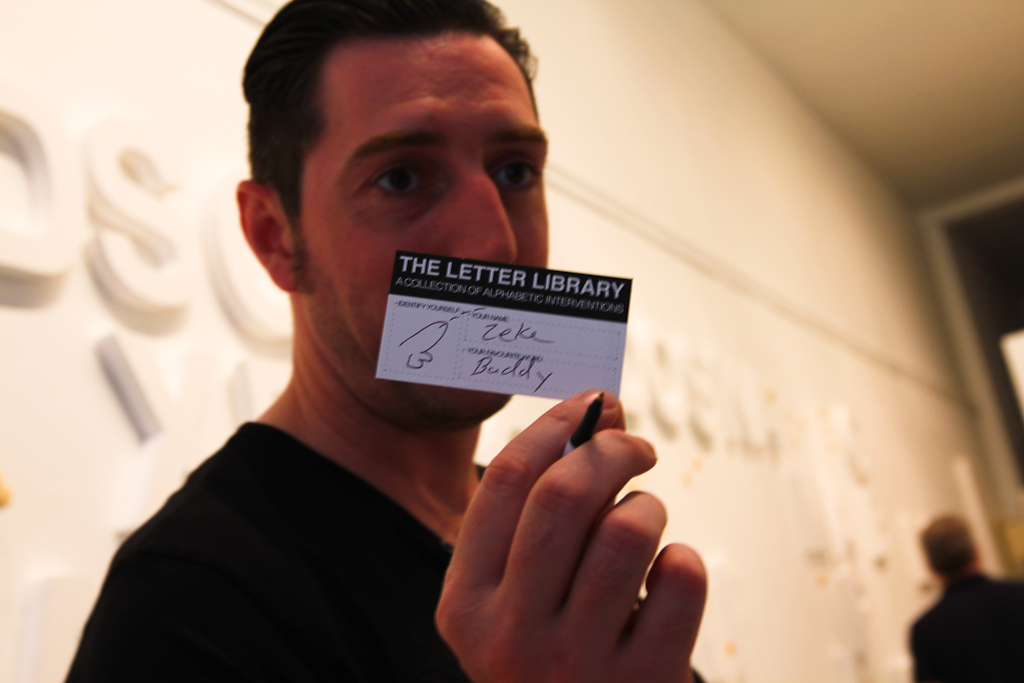 THE LETTER LIBRARY
A COLLECTION OF ALPHABETIC INTERVENTIONS
IDENTIFY YOURSELF
YOUR NAME
Zeke
YOUR FAVOURITE WORD
Buddy